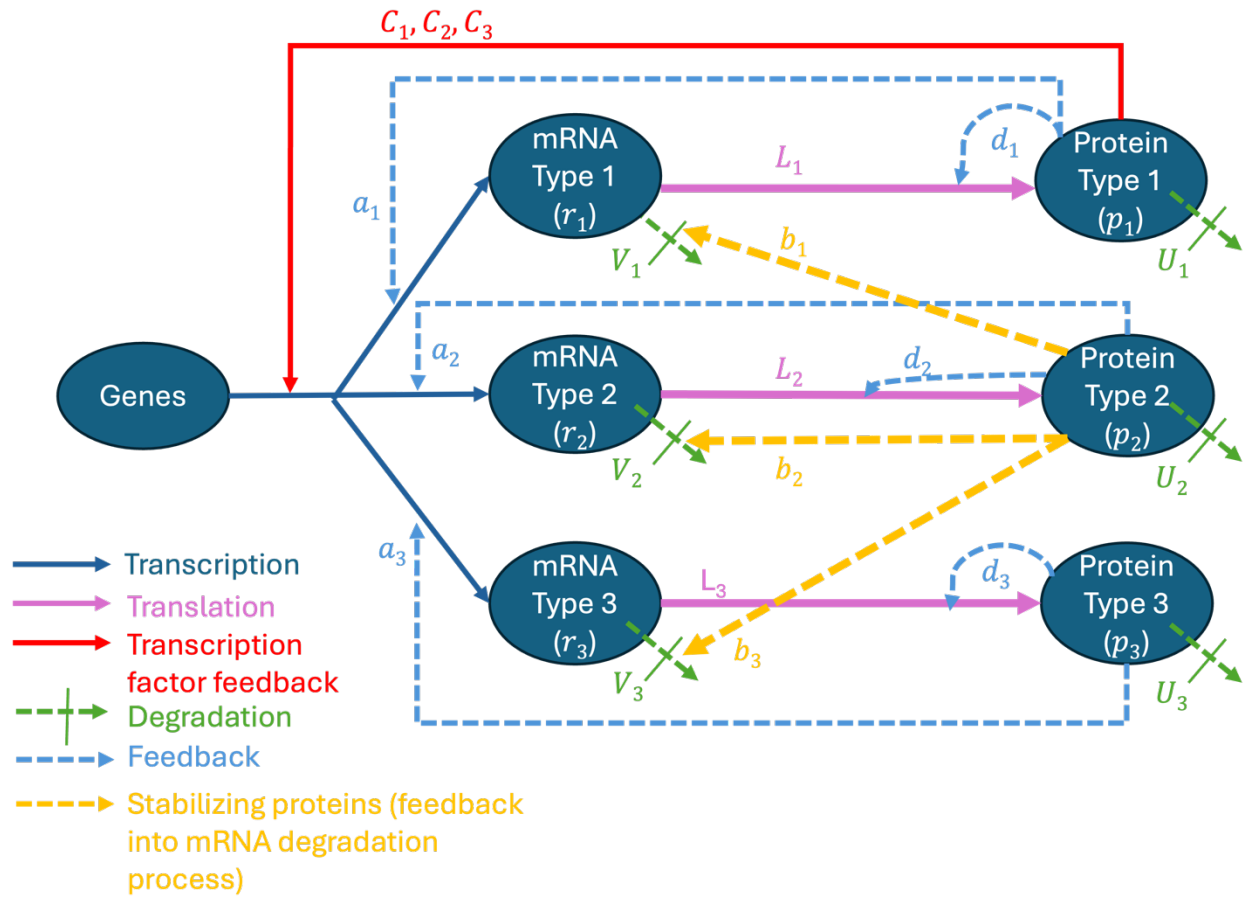 C₁, C₂, C₃
mRNA
Type 1
(r₁)
L₁
d₁
Protein
Type 1
(p₁)
a₁
V₁
b₁
U₁
Genes
a₂
mRNA
Type 2
(r₂)
L₂
d₂
Protein
Type 2
(p₂)
V₂
b₂
U₂
a₃
mRNA
Type 3
(r₃)
L₃
d₃
Protein
Type 3
(p₃)
V₃
b₃
U₃
Transcription
Translation
Transcription
factor feedback
Degradation
Feedback
Stabilizing proteins (feedback
into mRNA degradation
process)